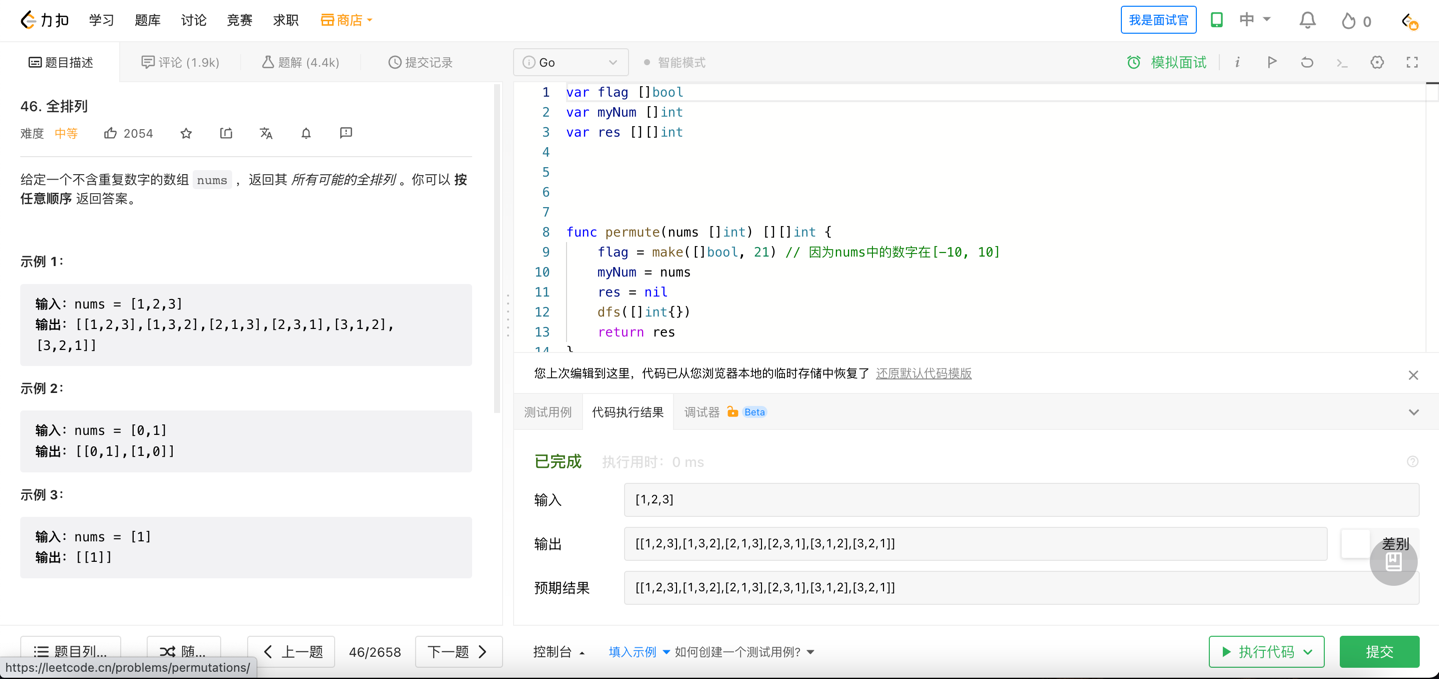 力扣 学习 题库 讨论 竞赛 求职 商店 我是面试官 中 0
题目描述 评论 (1.9k) 题解 (4.4k) 提交记录
46. 全排列
难度 中等 2054
给定一个不含重复数字的数组 nums ，返回其 所有可能的全排列 。你可以 按
任意顺序 返回答案。
示例 1：
输入：nums = [1,2,3]
输出：[[1,2,3],[1,3,2],[2,1,3],[2,3,1],[3,1,2],
[3,2,1]]
示例 2：
输入：nums = [0,1]
输出：[[0,1],[1,0]]
示例 3：
输入：nums = [1]
输出：[[1]]
题目列... 随... 上一题 46/2658 下一题
https://leetcode.cn/problems/permutations/
Go 智能模式 模拟面试
1 var flag []bool
2 var myNum []int
3 var res [][]int
4
5
6
7
8 func permute(nums []int) [][]int {
9 flag = make([]bool, 21) // 因为nums中的数字在[-10, 10]
10 myNum = nums
11 res = nil
12 dfs([]int{})
13 return res
14 }
您上次编辑到这里，代码已从您浏览器本地的临时存储中恢复了 还原默认代码模版
测试用例 代码执行结果 调试器 Beta
已完成 执行用时：0 ms
输入 [1,2,3]
输出 [[1,2,3],[1,3,2],[2,1,3],[2,3,1],[3,1,2],[3,2,1]] 差别
预期结果 [[1,2,3],[1,3,2],[2,1,3],[2,3,1],[3,1,2],[3,2,1]]
控制台 填入示例 如何创建一个测试用例? 执行代码 提交